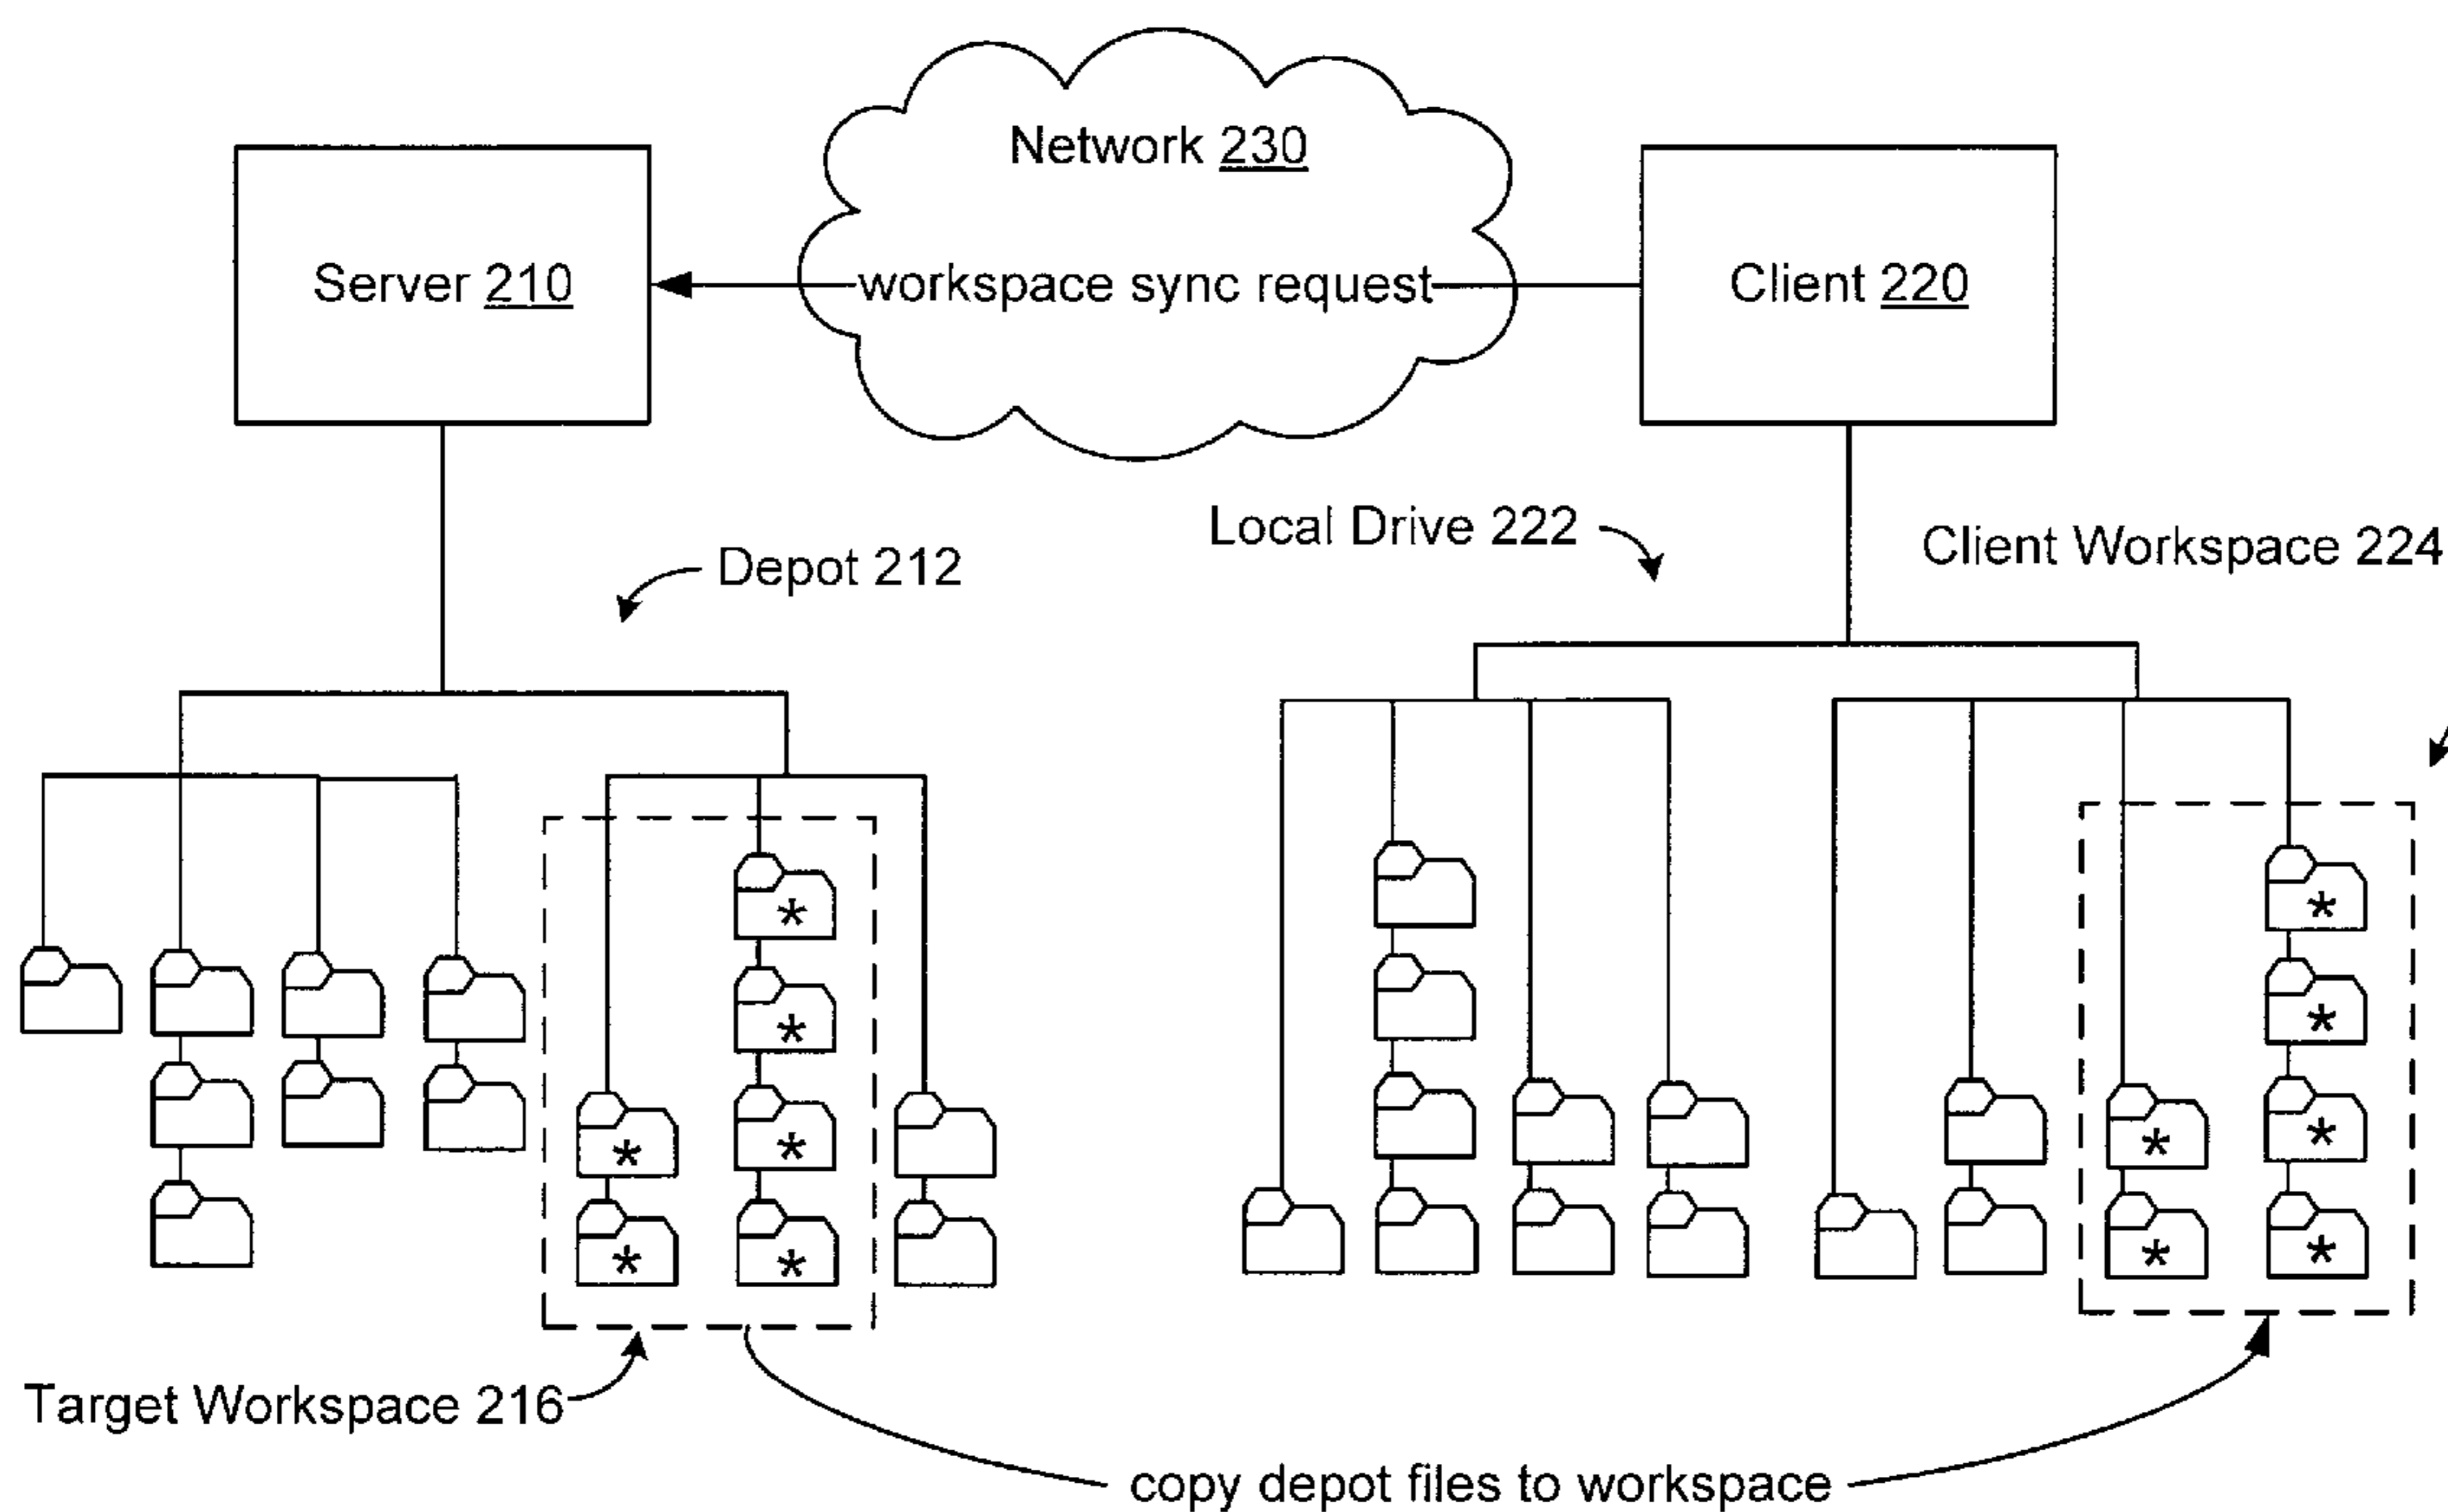 Network 230
Server 210
workspace sync request
Client 220
Local Drive 222
Client Workspace 224
Depot 212
*
*
*
*
*
*
*
*
*
*
*
*
Target Workspace 216
copy depot files to workspace